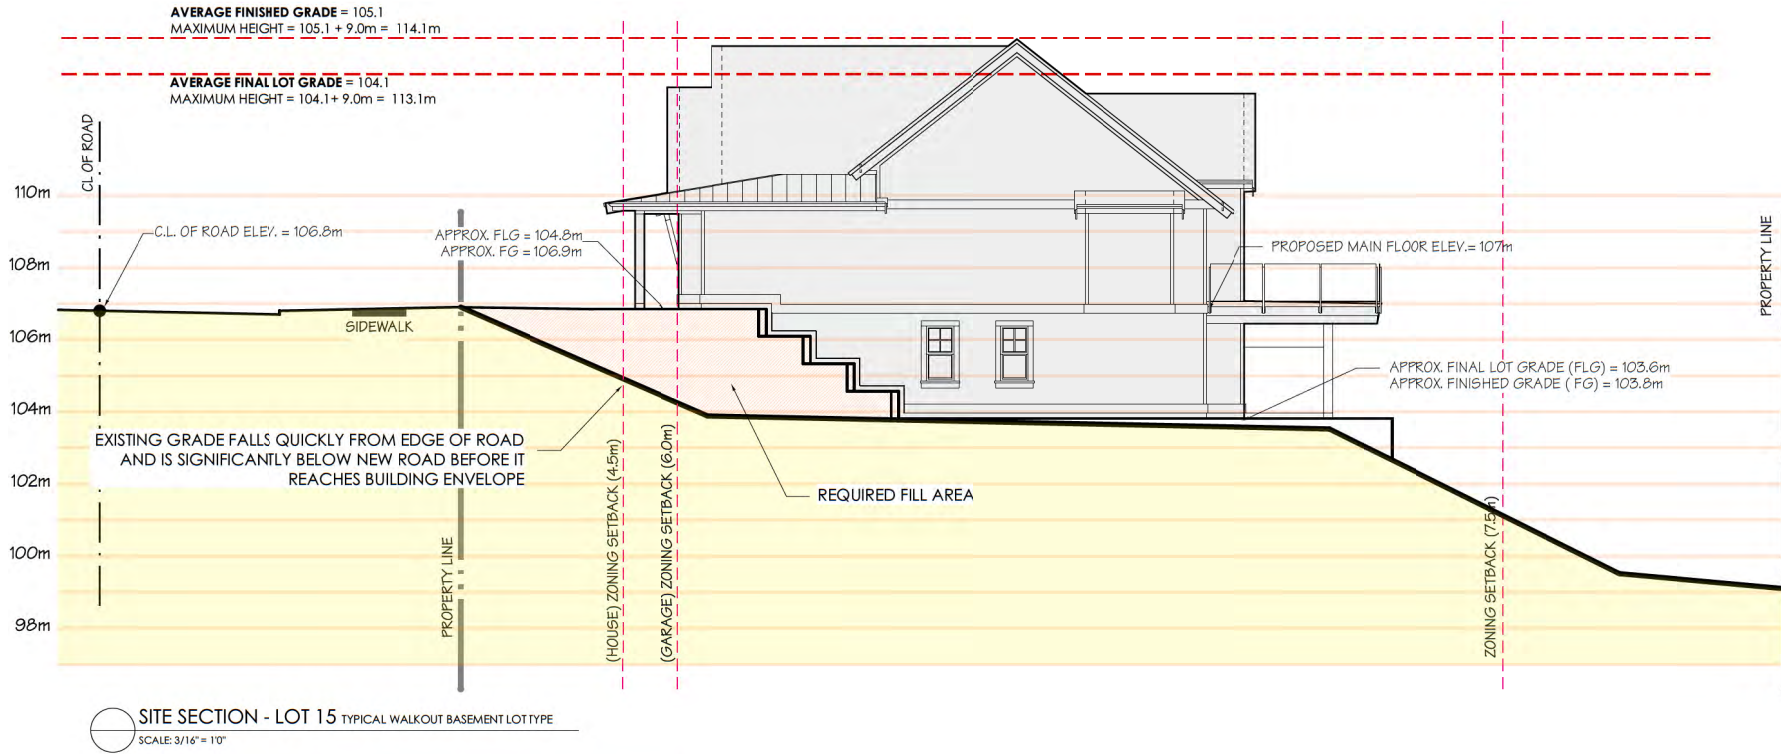 AVERAGE FINISHED GRADE = 105.1
MAXIMUM HEIGHT = 105.1 + 9.0m = 114.1m
AVERAGE FINAL LOT GRADE = 104.1
MAXIMUM HEIGHT = 104.1+ 9.0m = 113.1m
CL OF ROAD
110m
108m
106m
104m
102m
100m
98m
C.L. OF ROAD ELEV. = 106.8m
APPROX. FLG = 104.8m
APPROX. FG = 106.9m
PROPOSED MAIN FLOOR ELEV.= 107m
PROPERTY LINE
SIDEWALK
APPROX. FINAL LOT GRADE (FLG) = 103.6m
APPROX. FINISHED GRADE ( FG) = 103.8m
EXISTING GRADE FALLS QUICKLY FROM EDGE OF ROAD
AND IS SIGNIFICANTLY BELOW NEW ROAD BEFORE IT
REACHES BUILDING ENVELOPE
REQUIRED FILL AREA
PROPERTY LINE
(HOUSE) ZONING SETBACK (4.5m)
(GARAGE) ZONING SETBACK (6.0m)
ZONING SETBACK (7.5m)
SITE SECTION - LOT 15 TYPICAL WALKOUT BASEMENT LOT TYPE
SCALE: 3/16" = 1'0"